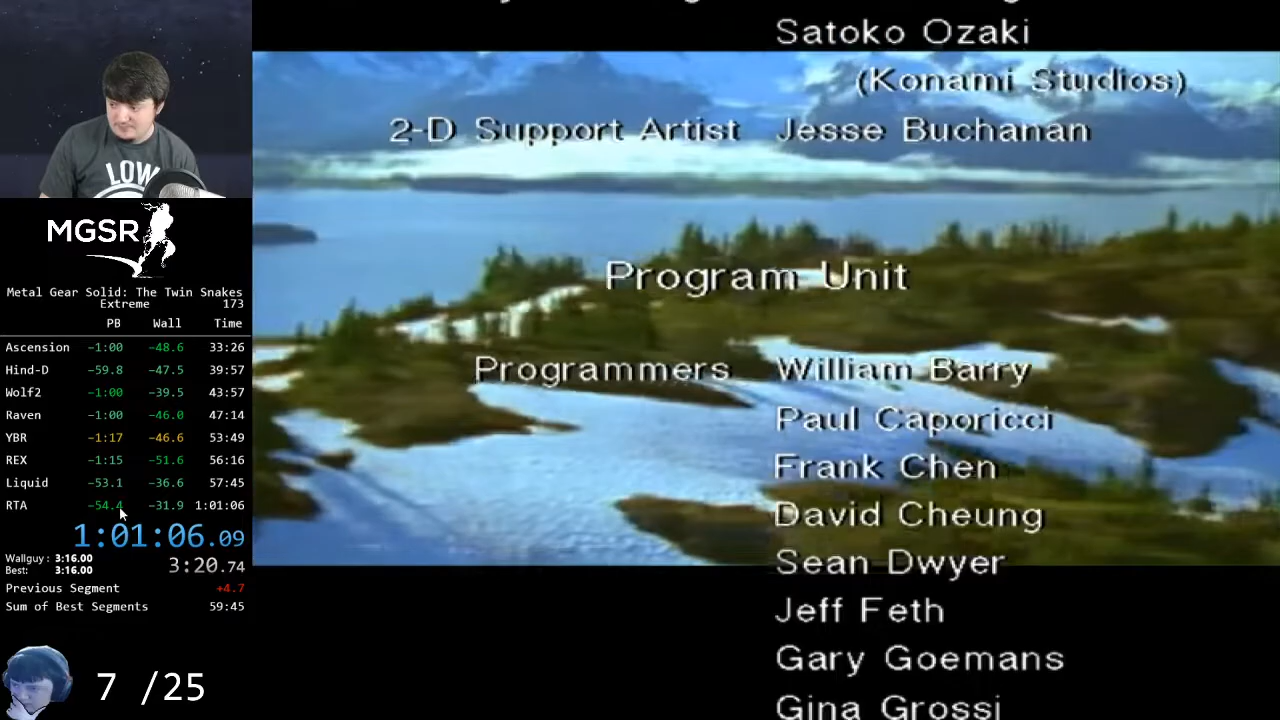 Satoko Ozaki
(Konami Studios)
2-D Support Artist Jesse Buchanan
Program Unit
Programmers William Barry
Paul Caporicci
Frank Chen
David Cheung
Sean Dwyer
Jeff Feth
Gary Goemans
Gina Grossi
LOW
MGSR
Metal Gear Solid: The Twin Snakes
Extreme 173
PB Wall Time
Ascension -1:00 -48.6 33:26
Hind-D -59.8 -47.5 39:57
Wolf2 -1:00 -39.5 43:57
Raven -1:00 -46.0 47:14
YBR -1:17 -46.6 53:49
REX -1:15 -51.6 56:16
Liquid -53.1 -36.6 57:45
RTA -54.4 -31.9 1:01:06
1:01:06.09
Wallguy: 3:16.00
Best: 3:16.00
3:20.74
Previous Segment +4.7
Sum of Best Segments 59:45
7 /25